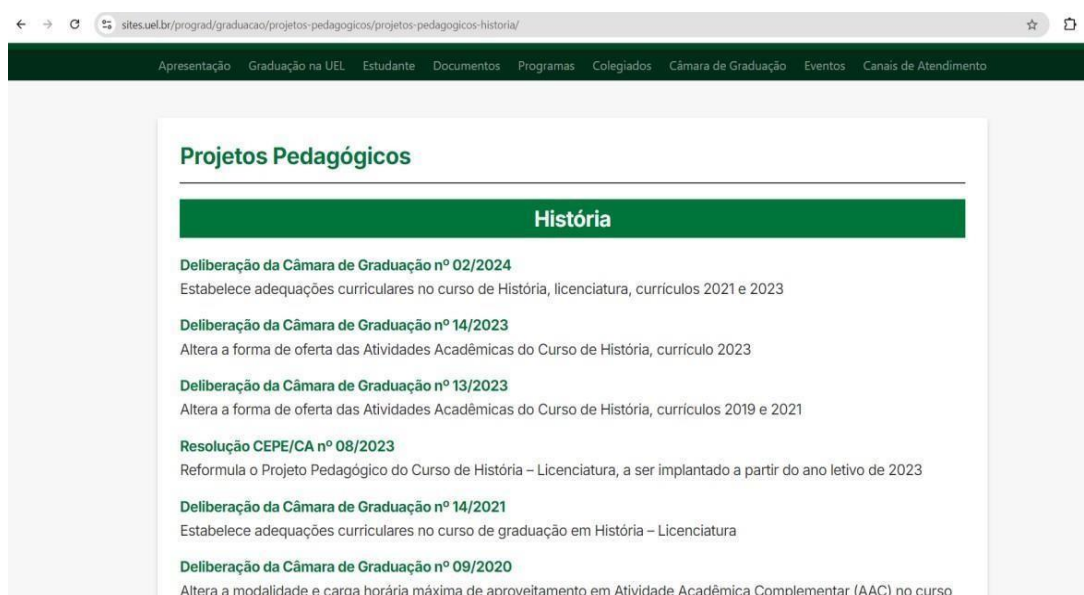 sites.uel.br/prograd/graduacao/projetos-pedagogicos/projetos-pedagogicos-historia/
Apresentação Graduação na UEL Estudante Documentos Programas Colegiados Câmara de Graduação Eventos Canais de Atendimento
Projetos Pedagógicos
História
Deliberação da Câmara de Graduação nº 02/2024
Estabelece adequações curriculares no curso de História, licenciatura, currículos 2021 e 2023
Deliberação da Câmara de Graduação nº 14/2023
Altera a forma de oferta das Atividades Acadêmicas do Curso de História, currículo 2023
Deliberação da Câmara de Graduação nº 13/2023
Altera a forma de oferta das Atividades Acadêmicas do Curso de História, currículos 2019 e 2021
Resolução CEPE/CA nº 08/2023
Reformula o Projeto Pedagógico do Curso de História – Licenciatura, a ser implantado a partir do ano letivo de 2023
Deliberação da Câmara de Graduação nº 14/2021
Estabelece adequações curriculares no curso de graduação em História – Licenciatura
Deliberação da Câmara de Graduação nº 09/2020
Altera a modalidade e carga horária máxima de aproveitamento em Atividade Acadêmica Complementar (AAC) no curso